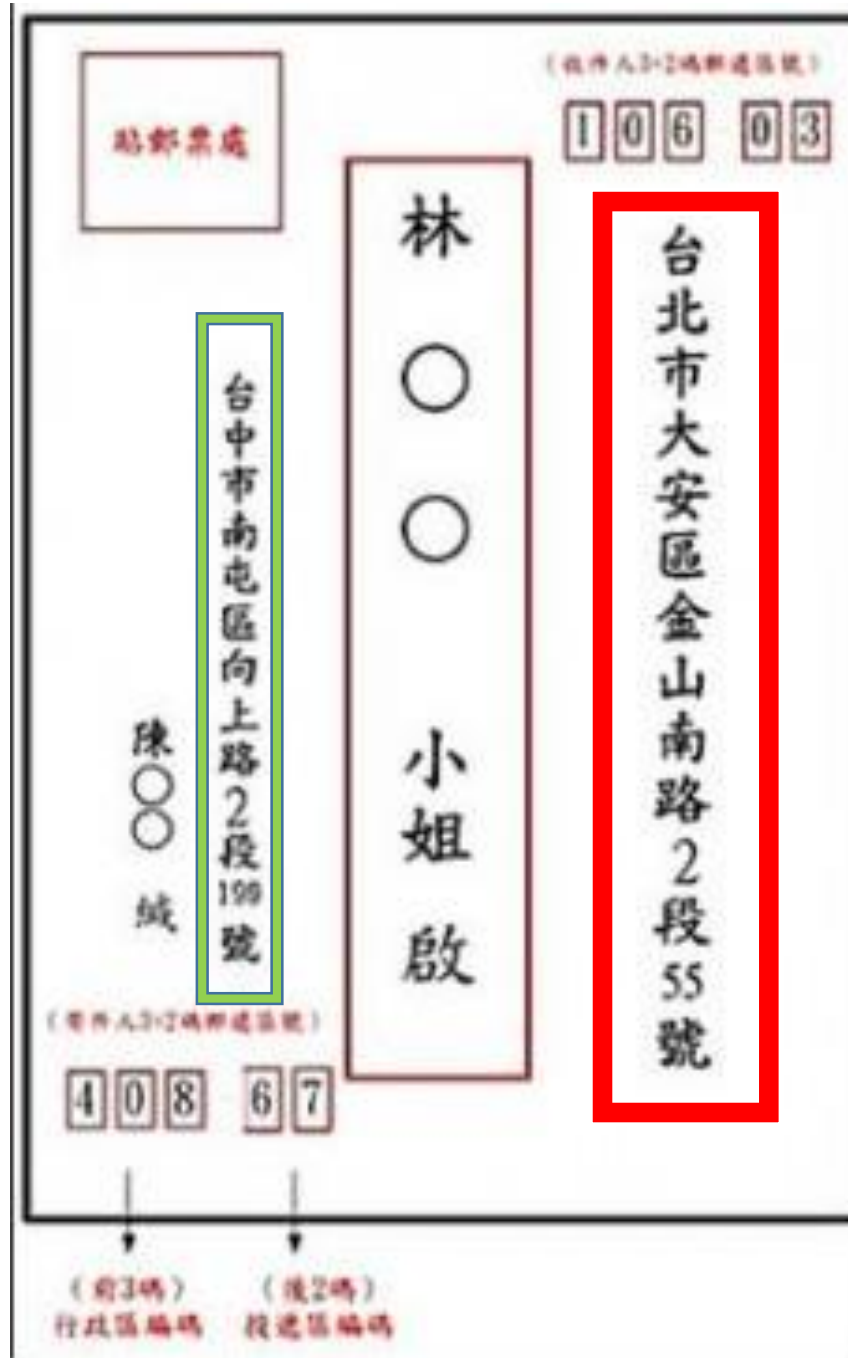 (收件人3+2碼郵遞區號)
106 03
台北市大安區金山南路2段55號
林○○ 小姐 啟
貼郵票處
台中市南屯區向上路2段199號
陳○○ 緘
(寄件人3+2碼郵遞區號)
408 67
(前3碼)
行政區編碼
(後2碼)
投遞區編碼